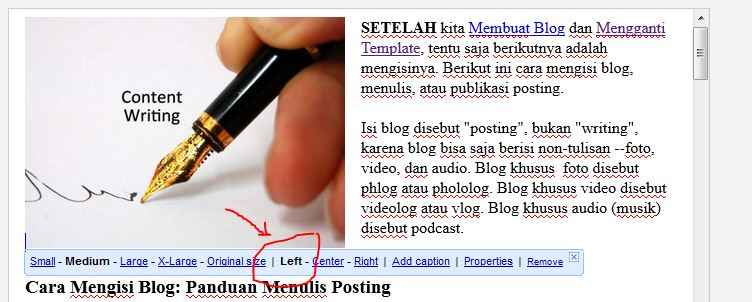 Content
Writing
SETELAH kita Membuat Blog dan Mengganti
Template, tentu saja berikutnya adalah
mengisinya. Berikut ini cara mengisi blog,
menulis, atau publikasi posting.
Isi blog disebut "posting", bukan "writing",
karena blog bisa saja berisi non-tulisan --foto,
video, dan audio. Blog khusus  foto disebut
phlog atau phololog. Blog khusus video disebut
videolog atau vlog. Blog khusus audio (musik)
disebut podcast.
Small - Medium - Large - X-Large - Original size | Left - Center - Right | Add caption | Properties | Remove
Cara Mengisi Blog: Panduan Menulis Posting